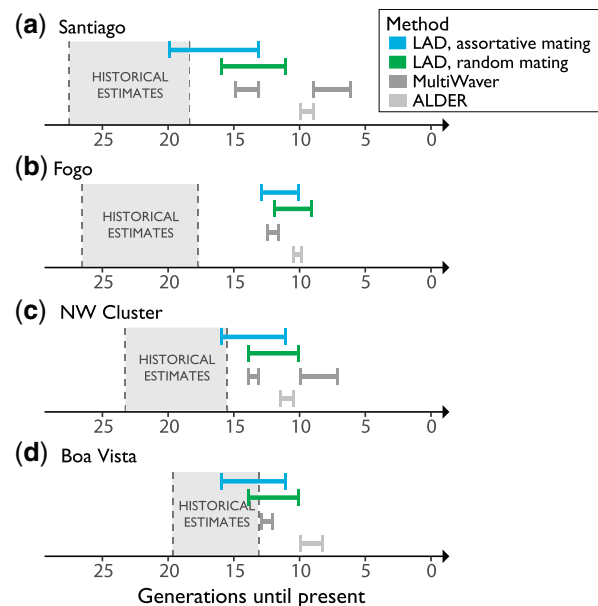 (a) Santiago
HISTORICAL
ESTIMATES
25 20 15 10 5 0
Method
LAD, assortative mating
LAD, random mating
MultiWaver
ALDER
(b) Fogo
HISTORICAL
ESTIMATES
25 20 15 10 5 0
(c) NW Cluster
HISTORICAL
ESTIMATES
25 20 15 10 5 0
(d) Boa Vista
HISTORICAL
ESTIMATES
25 20 15 10 5 0
Generations until present